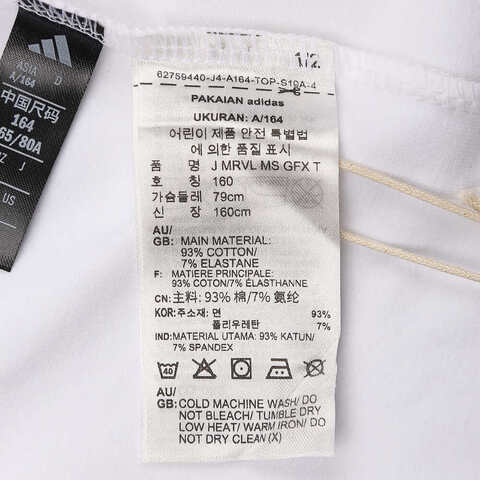 ASIA D
A/164
中国尺码
164
65/80A
NZ J
US
1/2
62759440-J4-A164-TOP-S10A-4
PAKAIAN adidas
UKURAN: A/164
어린이 제품 안전 특별법
에 의한 품질 표시
품 명 J MRVL MS GFX T
호 칭 160
가슴둘레 79cm
신 장 160cm
AU/
GB: MAIN MATERIAL:
93% COTTON/
7% ELASTANE
F: MATIERE PRINCIPALE:
93% COTON/7% ÉLASTHANNE
CN: 主料: 93% 棉/7% 氨纶
KOR: 주소재: 면 93%
폴리우레탄 7%
IND: MATERIAL UTAMA: 93% KATUN/
7% SPANDEX
40
AU/
GB: COLD MACHINE WASH/ DO
NOT BLEACH/ TUMBLE DRY
LOW HEAT/ WARM IRON/ DO
NOT DRY CLEAN (X)